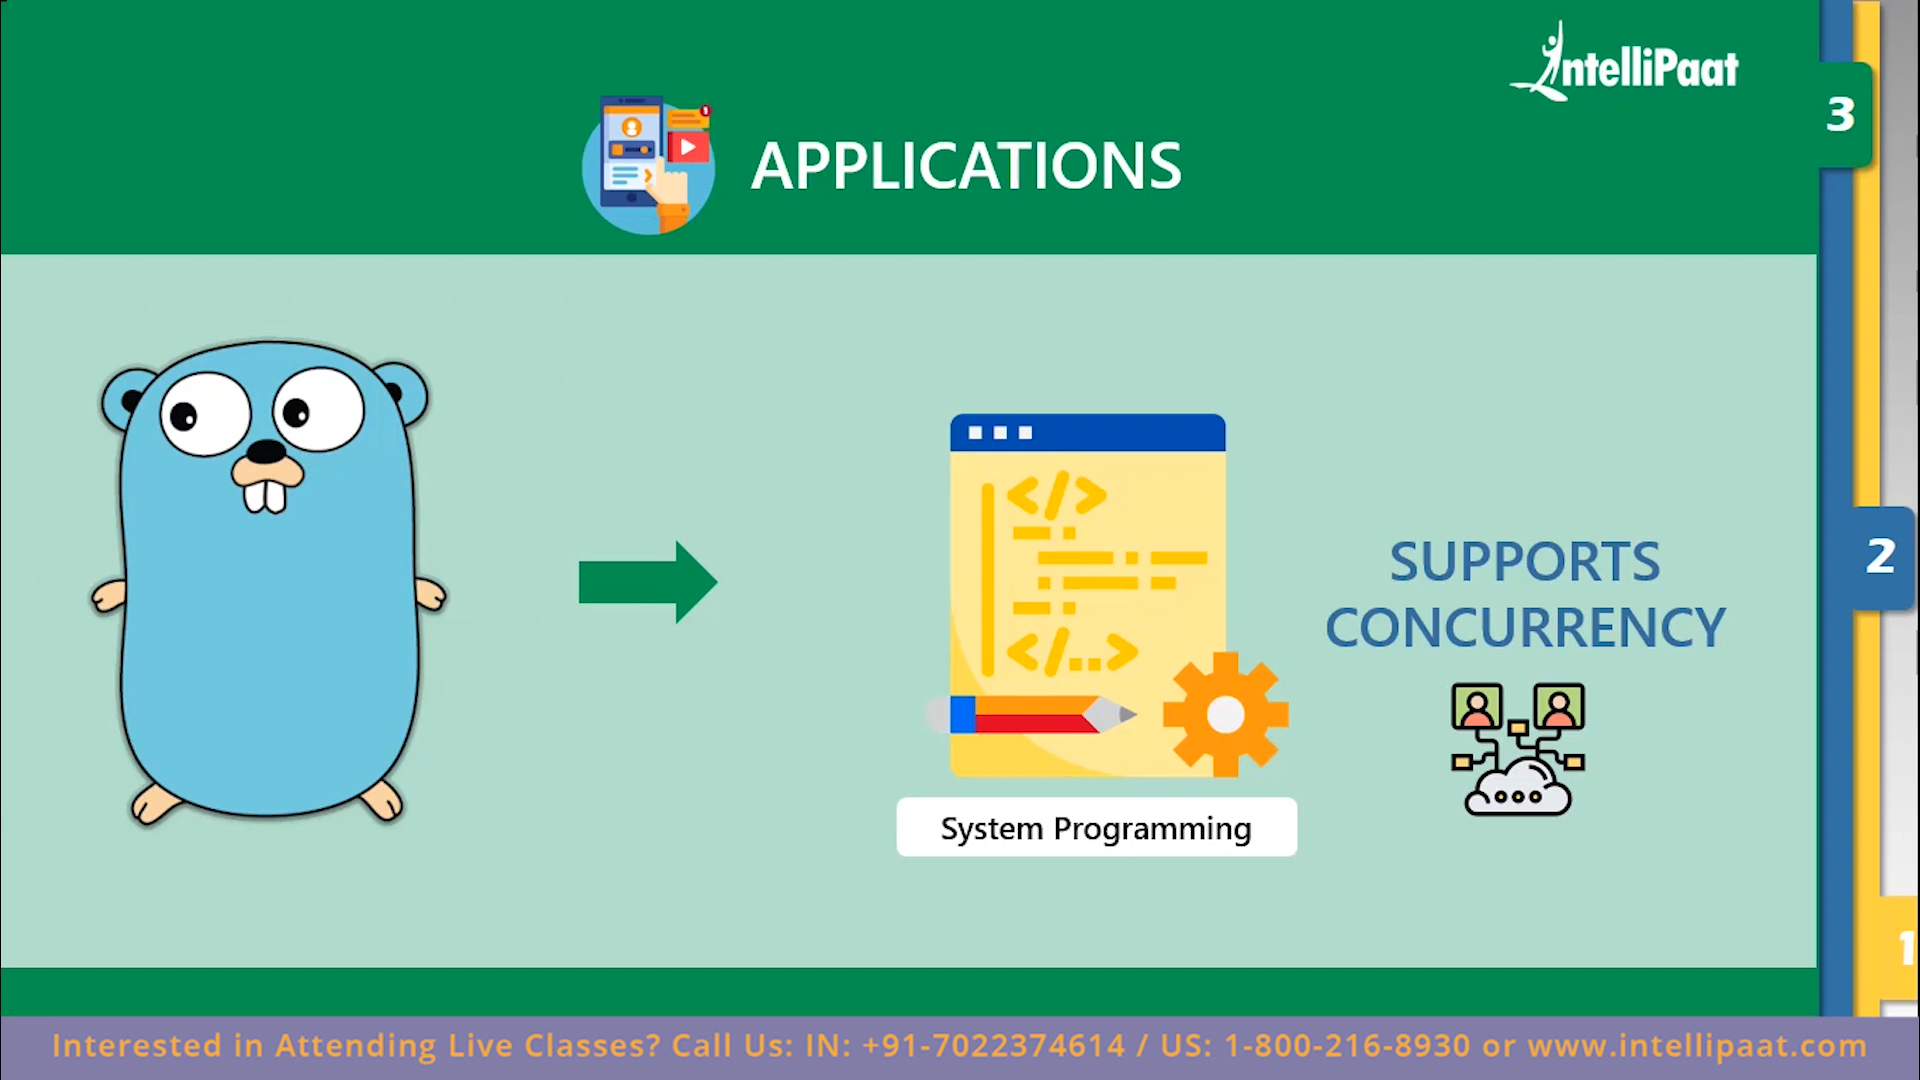 IntelliPaat
3
APPLICATIONS
2
SUPPORTS
CONCURRENCY
System Programming
1
Interested in Attending Live Classes? Call Us: IN: +91-7022374614 / US: 1-800-216-8930 or www.intellipaat.com